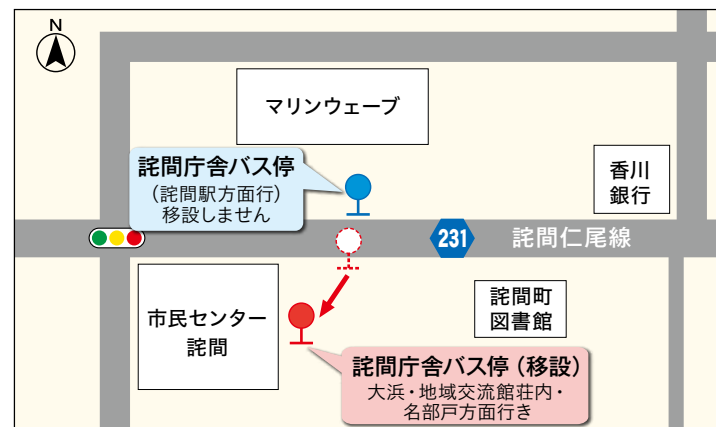 N
マリンウェーブ
詫間庁舎バス停
（詫間駅方面行）
移設しません
香川
銀行
231
詫間仁尾線
市民センター
詫間
詫間町
図書館
詫間庁舎バス停（移設）
大浜・地域交流館荘内・
名部戸方面行き